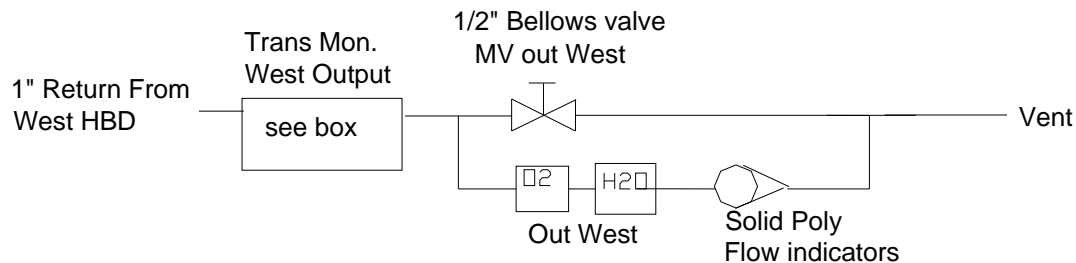 1/2" Bellows valve
MV out West
Trans Mon.
West Output
1" Return From
West HBD
see box
Vent
O2
H2O
Out West
Solid Poly
Flow indicators